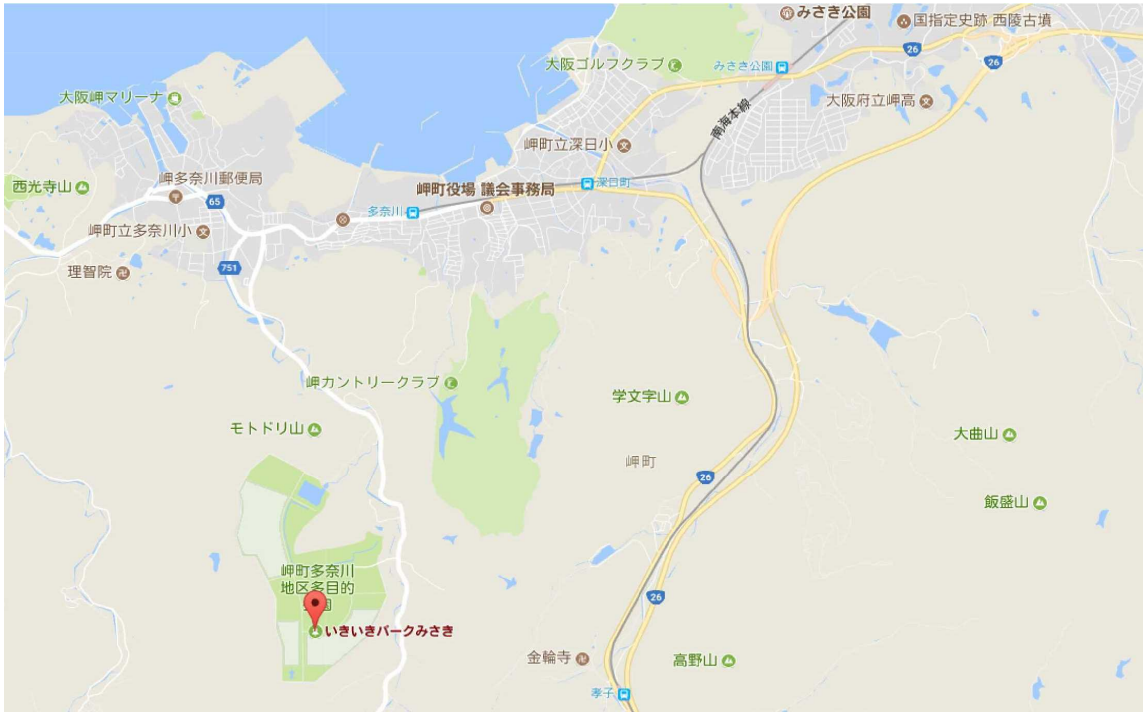 みさき公園
国指定史跡 西陵古墳
26
26
大阪ゴルフクラブ
みさき公園
大阪岬マリーナ
大阪府立岬高
南海本線
岬町立深日小
岬多奈川郵便局
西光寺山
岬町役場 議会事務局
深日町
65
多奈川
岬町立多奈川小
751
理智院
岬カントリークラブ
学文字山
モトドリ山
大曲山
岬町
26
飯盛山
岬町多奈川
地区多目的
園
26
いきいきパークみさき
金輪寺
高野山
孝子